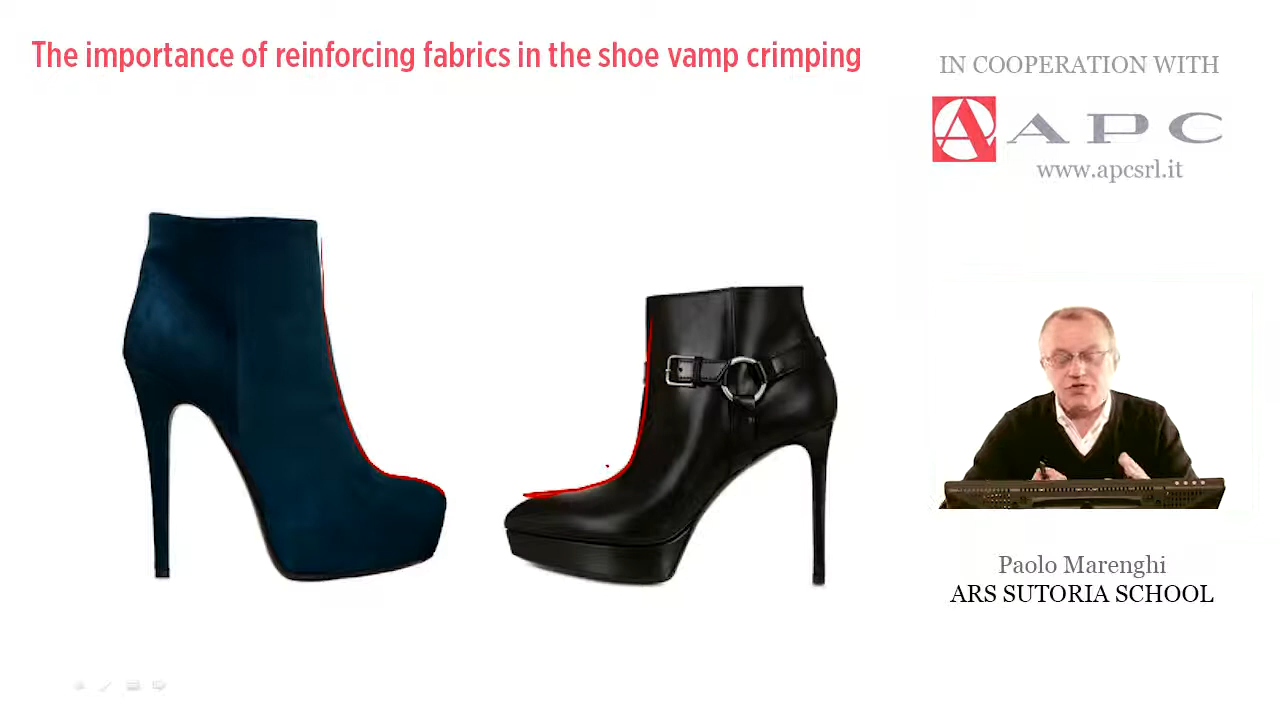 The importance of reinforcing fabrics in the shoe vamp crimping
IN COOPERATION WITH
A APC
www.apcsrl.it
Paolo Marenghi
ARS SUTORIA SCHOOL